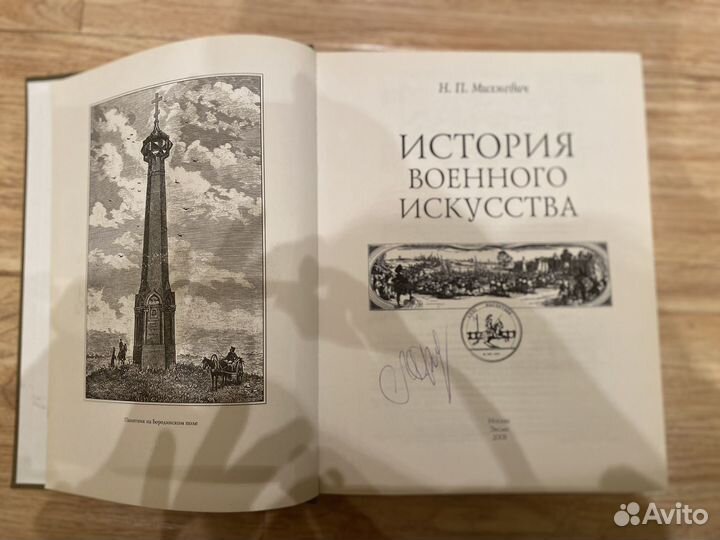 Памятник на Бородинском поле
Н. П. Михневич
ИСТОРИЯ
ВОЕННОГО
ИСКУССТВА
Москва
Эксмо
2008
Avito